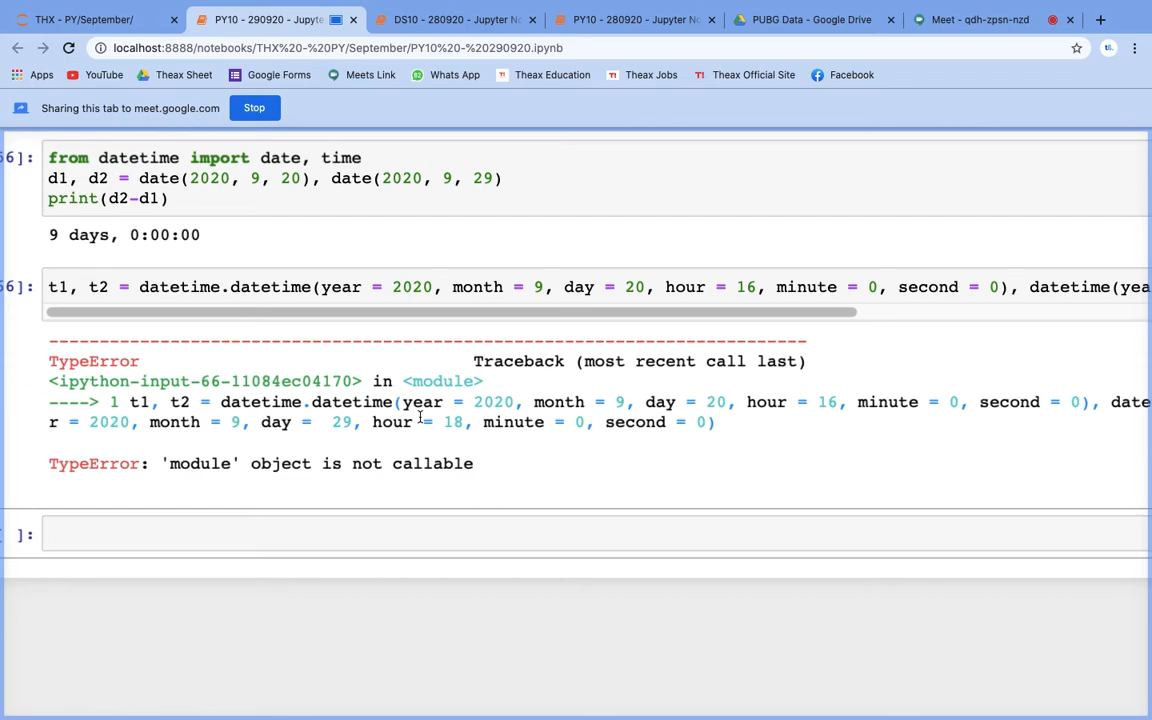 THX - PY/September/
PY10 - 290920 - Jupyte
DS10 - 280920 - Jupyter No
PY10 - 280920 - Jupyter No
PUBG Data - Google Drive
Meet - qdh-zpsn-nzd
localhost:8888/notebooks/THX%20-%20PY/September/PY10%20-%20290920.ipynb
Apps
YouTube
Theax Sheet
Google Forms
Meets Link
Whats App
Theax Education
Theax Jobs
Theax Official Site
Facebook
Sharing this tab to meet.google.com
Stop
6]: from datetime import date, time
d1, d2 = date(2020, 9, 20), date(2020, 9, 29)
print(d2-d1)
9 days, 0:00:00
6]: t1, t2 = datetime.datetime(year = 2020, month = 9, day = 20, hour = 16, minute = 0, second = 0), datetime(yea
TypeError                                 Traceback (most recent call last)
<ipython-input-66-11084ec04170> in <module>
----> 1 t1, t2 = datetime.datetime(year = 2020, month = 9, day = 20, hour = 16, minute = 0, second = 0), date
r = 2020, month = 9, day =  29, hour = 18, minute = 0, second = 0)
TypeError: 'module' object is not callable
]: